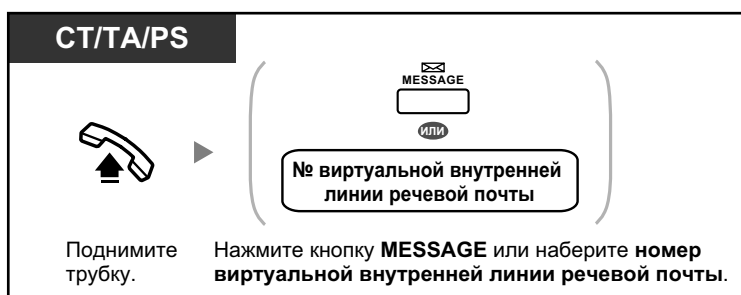 CT/TA/PS
MESSAGE
или
№ виртуальной внутренней
линии речевой почты
Поднимите
трубку.
Нажмите кнопку MESSAGE или наберите номер
виртуальной внутренней линии речевой почты.